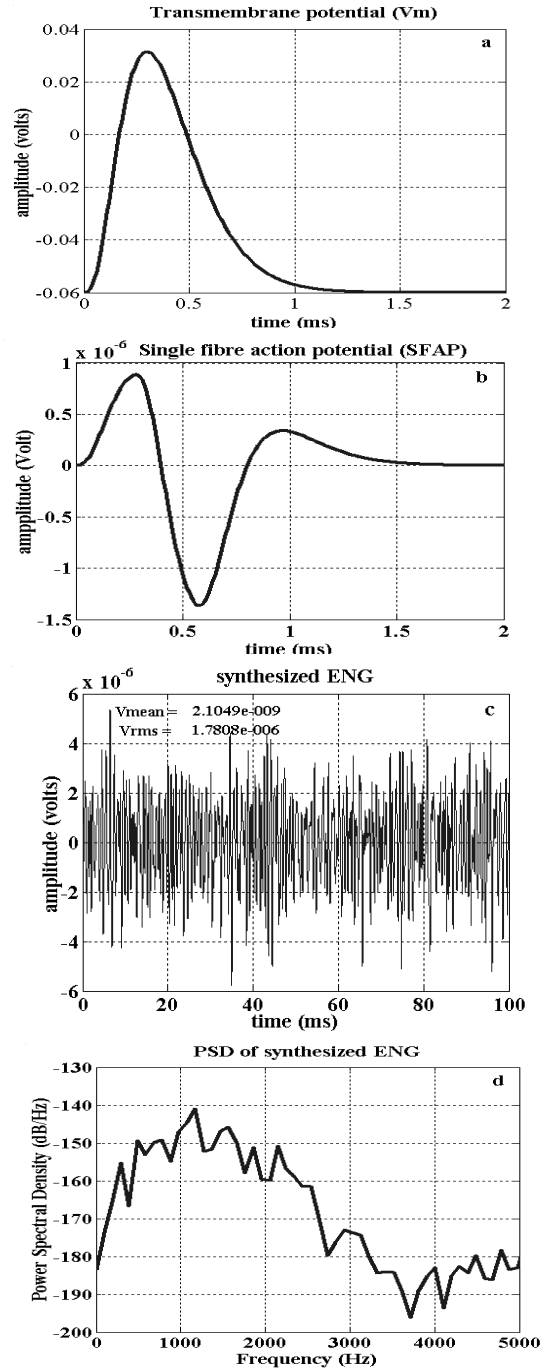 Transmembrane potential (Vm)
a
amplitude (volts)
0.04
0.02
0
-0.02
-0.04
-0.06
0 0.5 1 1.5 2
time (ms)
x 10⁻⁶ Single fibre action potential (SFAP)
b
ampplitude (Volt)
1
0.5
0
-0.5
-1
-1.5
0 0.5 1 1.5 2
time (ms)
synthesized ENG
x 10⁻⁶
c
Vmean = 2.1049e-009
Vrms = 1.7808e-006
amplitude (volts)
6
4
2
0
-2
-4
-6
0 20 40 60 80 100
time (ms)
PSD of synthesized ENG
d
Power Spectral Density (dB/Hz)
-130
-140
-150
-160
-170
-180
-190
-200
0 1000 2000 3000 4000 5000
Frequency (Hz)